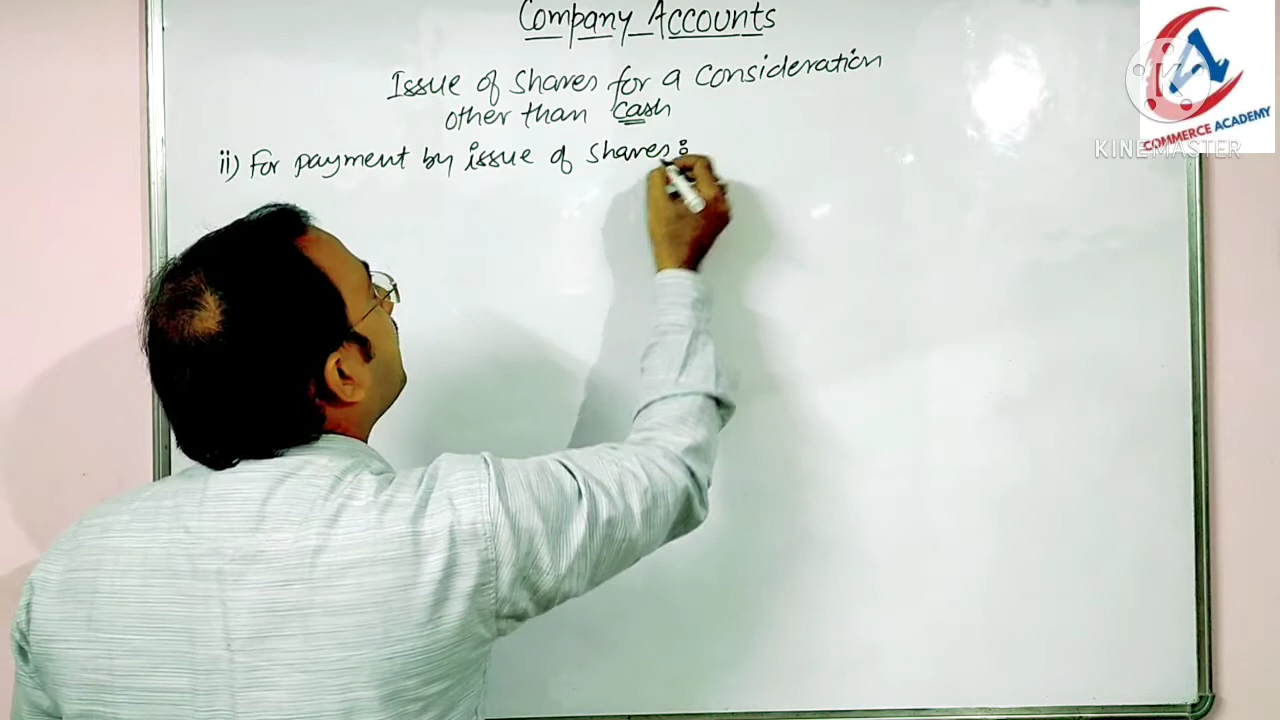 Company Accounts
Issue of shares for a consideration
other than cash
ii) For payment by issue of shares:
COMMERCE ACADEMY
KINEMASTER